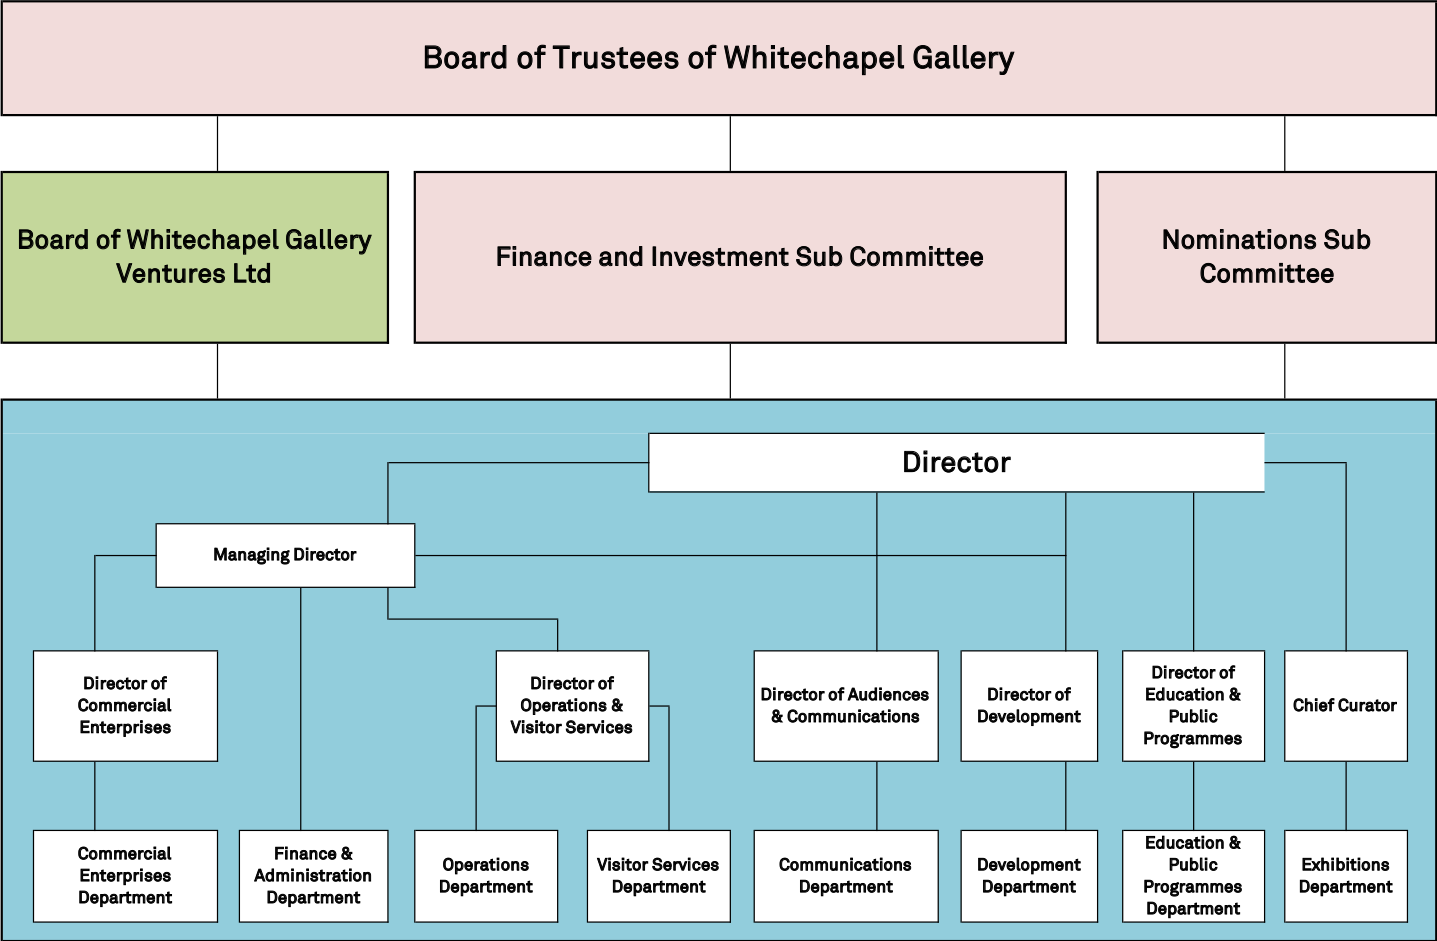 Board of Trustees of Whitechapel Gallery
Board of Whitechapel Gallery
Ventures Ltd
Finance and Investment Sub Committee
Nominations Sub
Committee
Director
Managing Director
Director of
Commercial
Enterprises
Director of
Operations &
Visitor Services
Director of Audiences
& Communications
Director of
Development
Director of
Education &
Public
Programmes
Chief Curator
Commercial
Enterprises
Department
Finance &
Administration
Department
Operations
Department
Visitor Services
Department
Communications
Department
Development
Department
Education &
Public
Programmes
Department
Exhibitions
Department